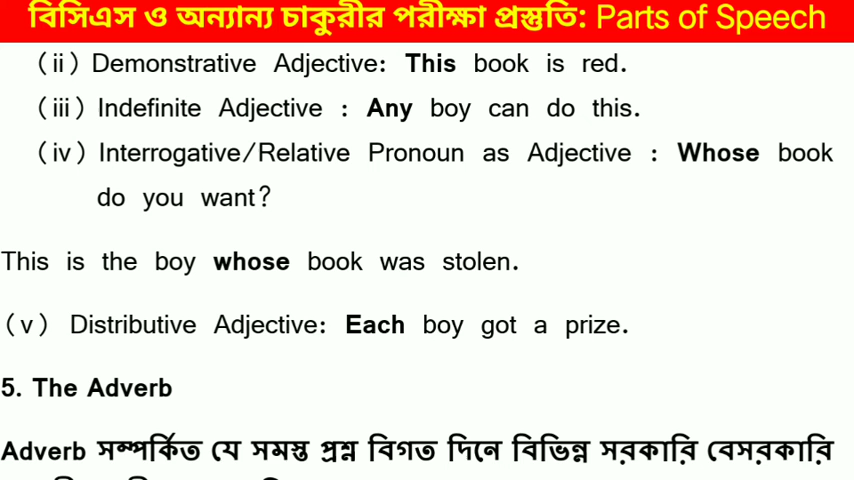 বিসিএস ও অন্যান্য চাকুরীর পরীক্ষা প্রস্তুতি: Parts of Speech
(ii) Demonstrative Adjective: This book is red.
(iii) Indefinite Adjective : Any boy can do this.
(iv) Interrogative/Relative Pronoun as Adjective : Whose book
do you want?
This is the boy whose book was stolen.
(v) Distributive Adjective: Each boy got a prize.
5. The Adverb
Adverb সম্পর্কিত যে সমস্ত প্রশ্ন বিগত দিনে বিভিন্ন সরকারি বেসরকারি